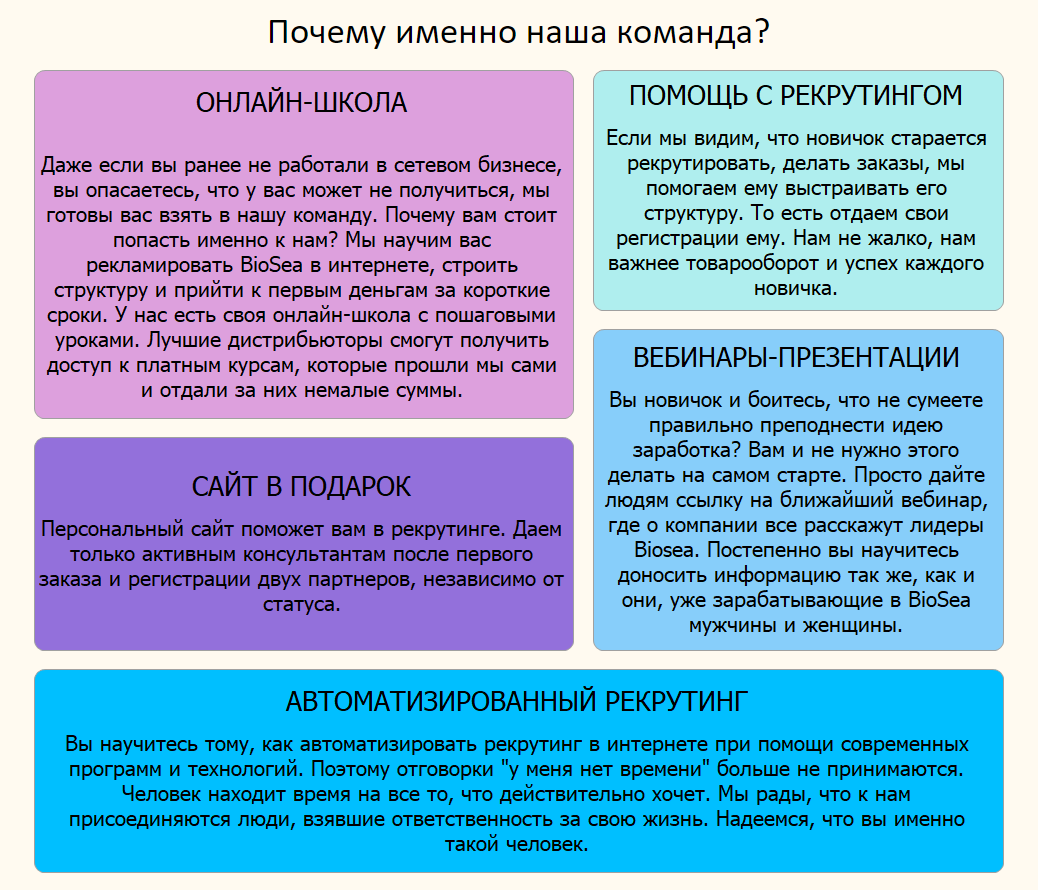 Почему именно наша команда?
ОНЛАЙН-ШКОЛА
Даже если вы ранее не работали в сетевом бизнесе,
вы опасаетесь, что у вас может не получиться, мы
готовы вас взять в нашу команду. Почему вам стоит
попасть именно к нам? Мы научим вас
рекламировать BioSea в интернете, строить
структуру и прийти к первым деньгам за короткие
сроки. У нас есть своя онлайн-школа с пошаговыми
уроками. Лучшие дистрибьюторы смогут получить
доступ к платным курсам, которые прошли мы сами
и отдали за них немалые суммы.
ПОМОЩЬ С РЕКРУТИНГОМ
Если мы видим, что новичок старается
рекрутировать, делать заказы, мы
помогаем ему выстраивать его
структуру. То есть отдаем свои
регистрации ему. Нам не жалко, нам
важнее товарооборот и успех каждого
новичка.
САЙТ В ПОДАРОК
Персональный сайт поможет вам в рекрутинге. Даем
только активным консультантам после первого
заказа и регистрации двух партнеров, независимо от
статуса.
ВЕБИНАРЫ-ПРЕЗЕНТАЦИИ
Вы новичок и боитесь, что не сумеете
правильно преподнести идею
заработка? Вам и не нужно этого
делать на самом старте. Просто дайте
людям ссылку на ближайший вебинар,
где о компании все расскажут лидеры
Biosea. Постепенно вы научитесь
доносить информацию так же, как и
они, уже зарабатывающие в BioSea
мужчины и женщины.
АВТОМАТИЗИРОВАННЫЙ РЕКРУТИНГ
Вы научитесь тому, как автоматизировать рекрутинг в интернете при помощи современных
программ и технологий. Поэтому отговорки "у меня нет времени" больше не принимаются.
Человек находит время на все то, что действительно хочет. Мы рады, что к нам
присоединяются люди, взявшие ответственность за свою жизнь. Надеемся, что вы именно
такой человек.